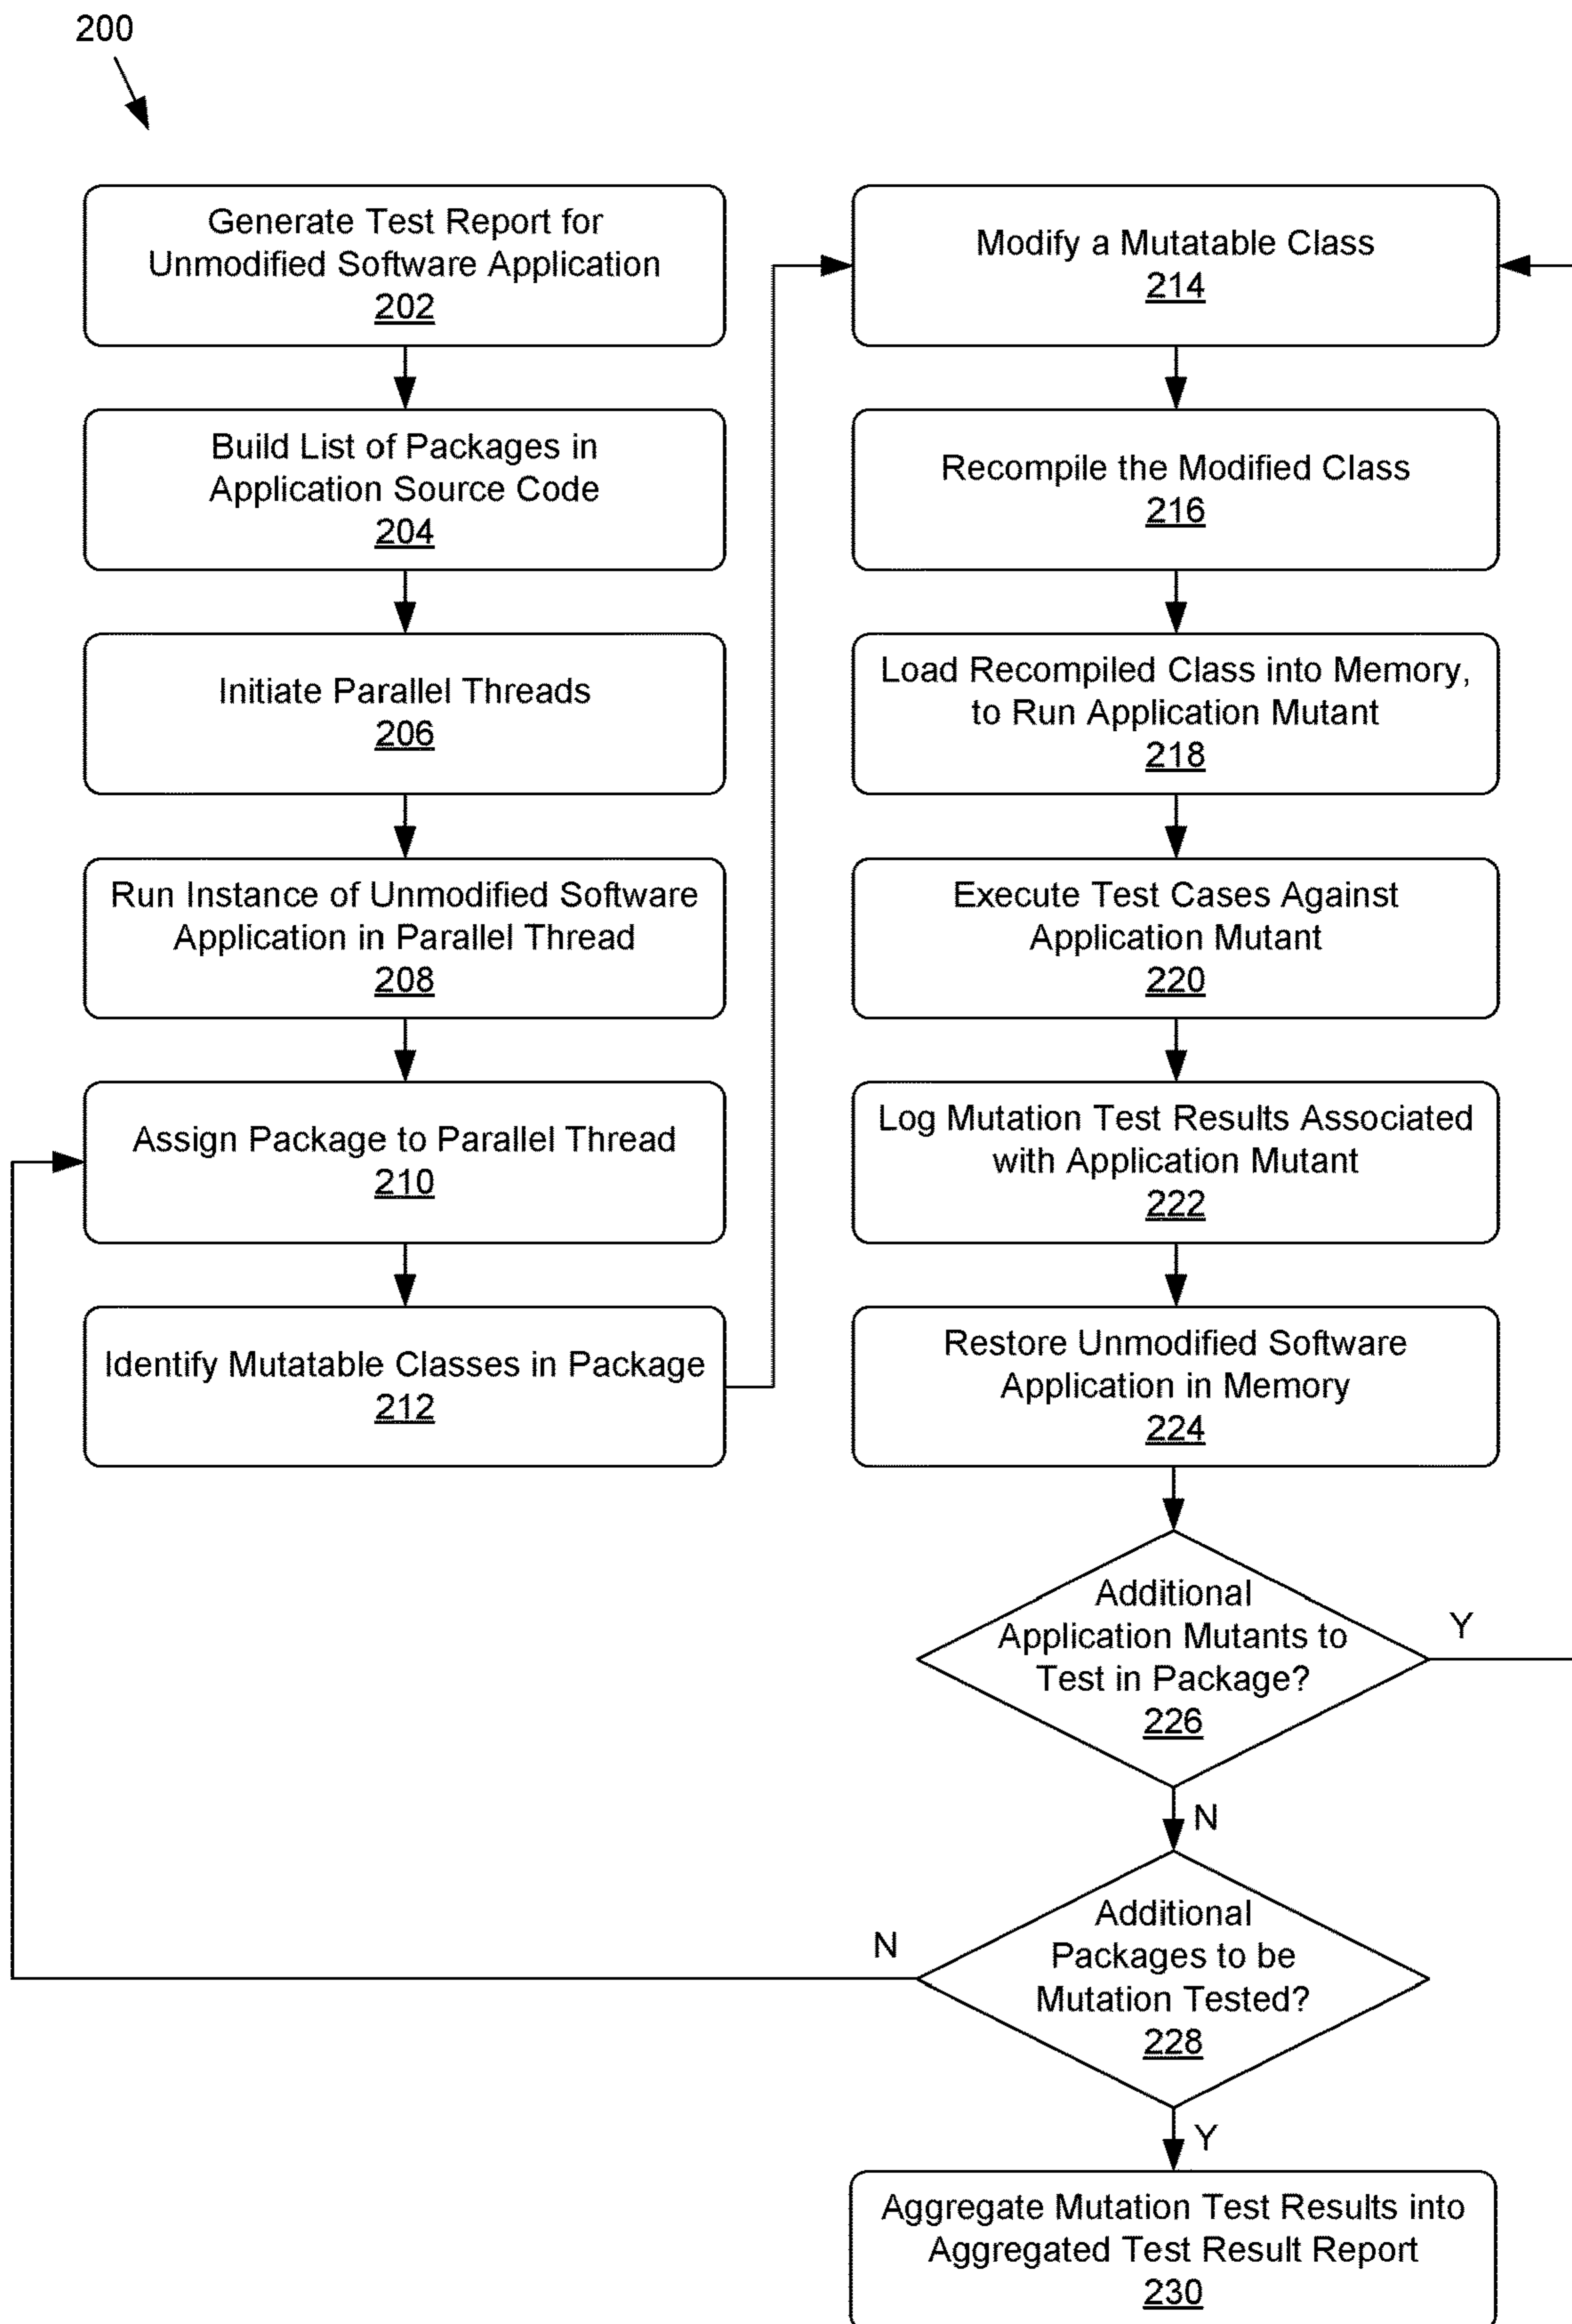 200
Generate Test Report for
Unmodified Software Application
202
Build List of Packages in
Application Source Code
204
Initiate Parallel Threads
206
Run Instance of Unmodified Software
Application in Parallel Thread
208
Assign Package to Parallel Thread
210
Identify Mutatable Classes in Package
212
Modify a Mutatable Class
214
Recompile the Modified Class
216
Load Recompiled Class into Memory,
to Run Application Mutant
218
Execute Test Cases Against
Application Mutant
220
Log Mutation Test Results Associated
with Application Mutant
222
Restore Unmodified Software
Application in Memory
224
Additional
Application Mutants to
Test in Package?
226
Y
N
Additional
Packages to be
Mutation Tested?
228
N
Y
Aggregate Mutation Test Results into
Aggregated Test Result Report
230